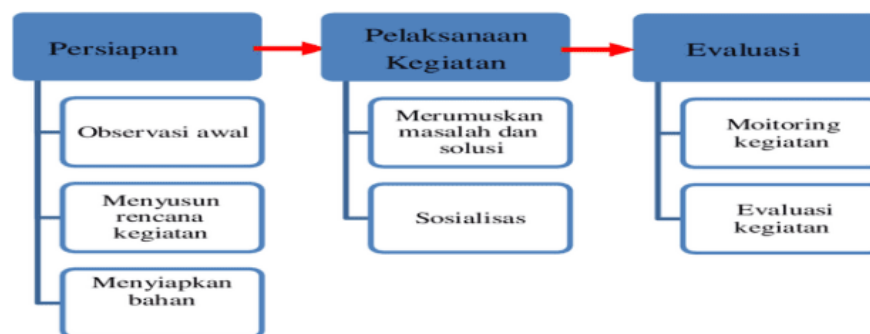 Persiapan
Observasi awal
Menyusun
rencana
kegiatan
Menyiapkan
bahan
Pelaksanaan
Kegiatan
Merumuskan
masalah dan
solusi
Sosialisas
Evaluasi
Moitoring
kegiatan
Evaluasi
kegiatan